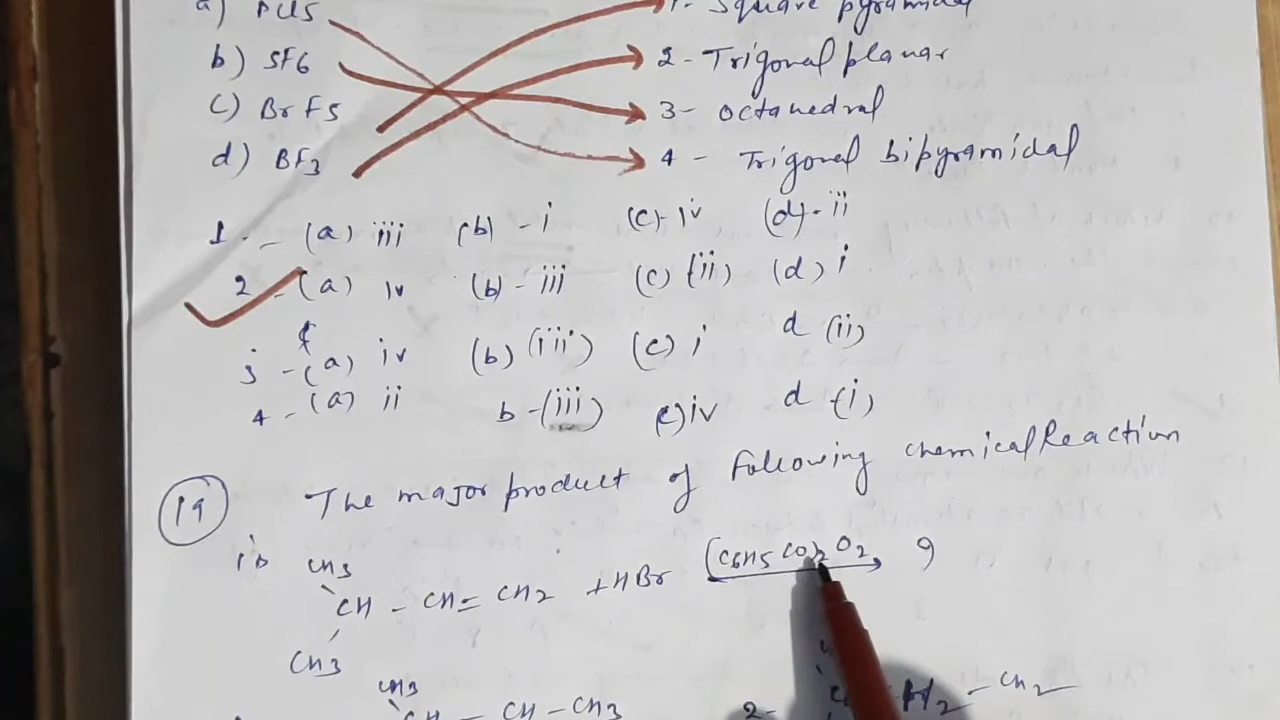 a) PCl5 1- Square pyramidal
b) SF6 2- Trigonal planar
c) BrF5 3- octahedral
d) BF3 4 - Trigonal bipyramidal
1 - (a) iii (b) - i (c)- iv (d) - ii
2 - (a) iv (b) - iii (c) (ii) (d) i
3 - (a) iv (b) (iii) (c) i d (ii)
4 - (a) ii b - (iii) (c) iv d (i)
19 The major product of Following chemical Reaction
is CH3
CH - CH = CH2 + HBr (C6H5CO)2O2 ?
CH3
CH3
CH - CH - CH3 2- H2 - CH2